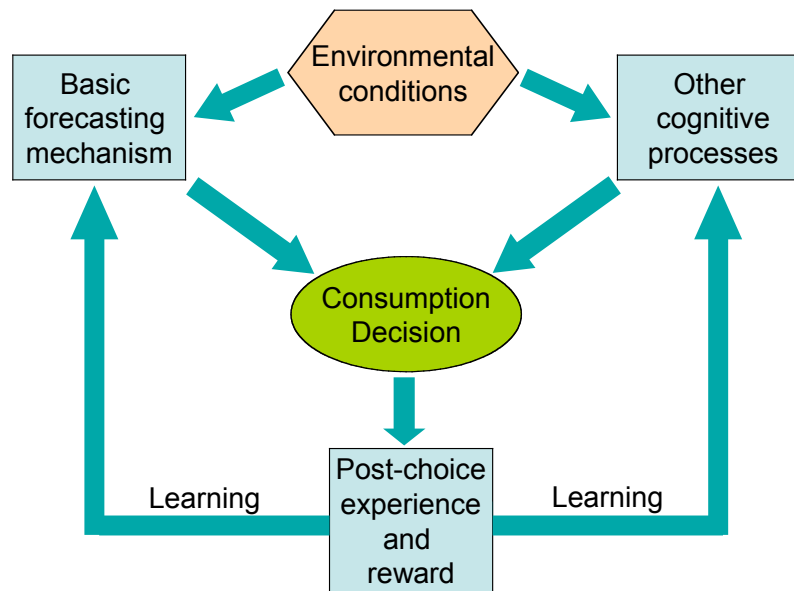 Environmental
conditions
Basic
forecasting
mechanism
Other
cognitive
processes
Consumption
Decision
Post-choice
experience
and
reward
Learning
Learning